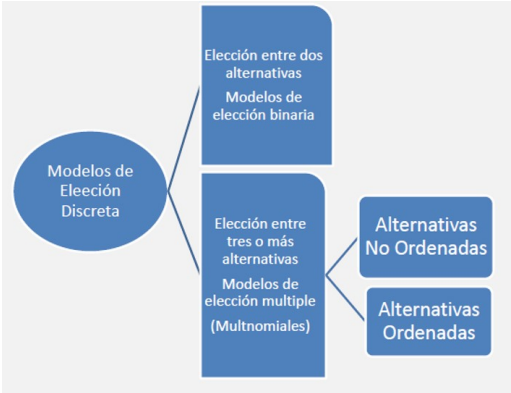 Modelos de
Eleeción
Discreta
Elección entre dos
alternativas
Modelos de
elección binaria
Elección entre
tres o más
alternativas
Modelos de
elección multiple
(Multnomiales)
Alternativas
No Ordenadas
Alternativas
Ordenadas